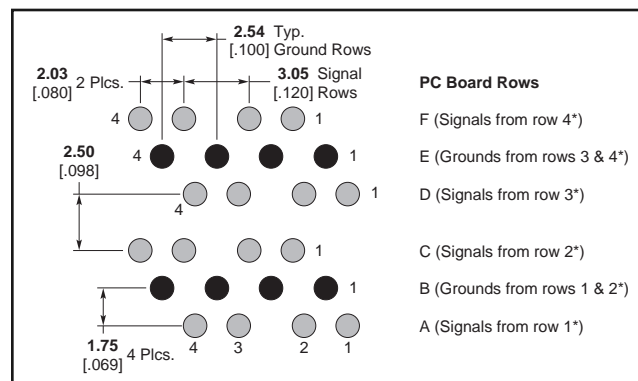 2.54 Typ.
[.100] Ground Rows
2.03 2 Plcs.
[.080]
3.05 Signal
[.120] Rows
PC Board Rows
4 1 F (Signals from row 4*)
4 1 E (Grounds from rows 3 & 4*)
2.50
[.098]
4 1 D (Signals from row 3*)
1 C (Signals from row 2*)
1 B (Grounds from rows 1 & 2*)
A (Signals from row 1*)
1.75 4 Plcs.
[.069]
4 3 2 1